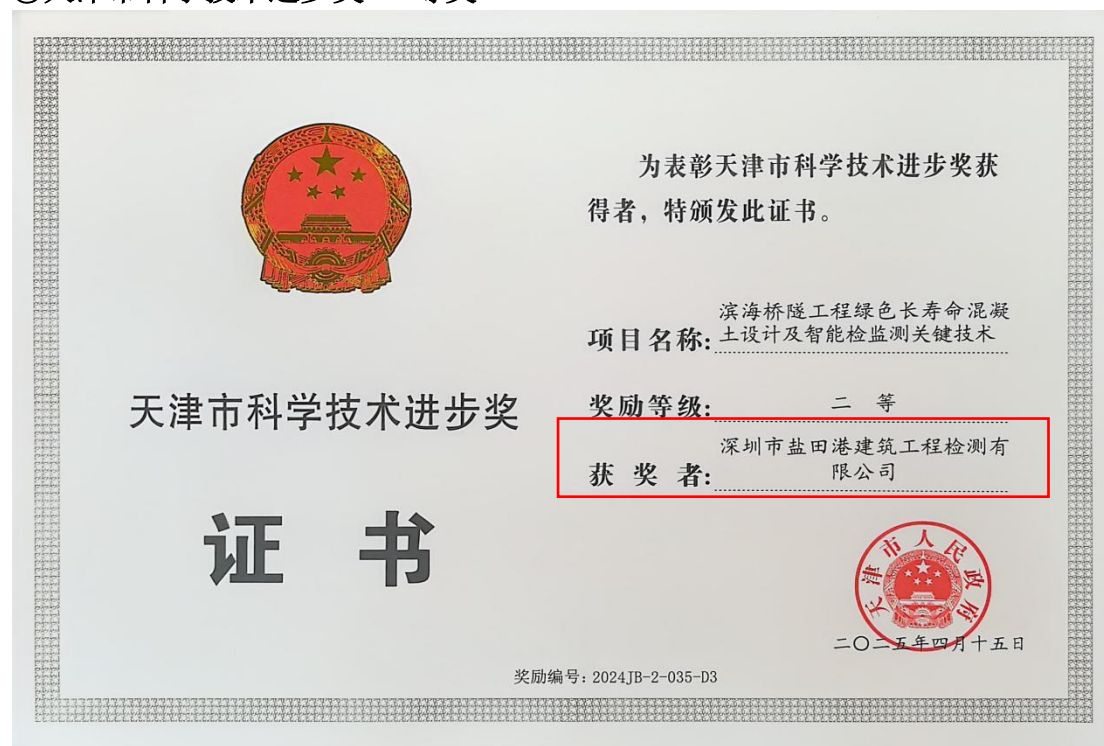 为表彰天津市科学技术进步奖获
得者，特颁发此证书。
项目名称:
滨海桥隧工程绿色长寿命混凝
土设计及智能检监测关键技术
天津市科学技术进步奖
奖励等级: 二 等
获 奖 者:
深圳市盐田港建筑工程检测有
限公司
证 书
天津市人民政府
二〇二五年四月十五日
奖励编号: 2024JB-2-035-D3